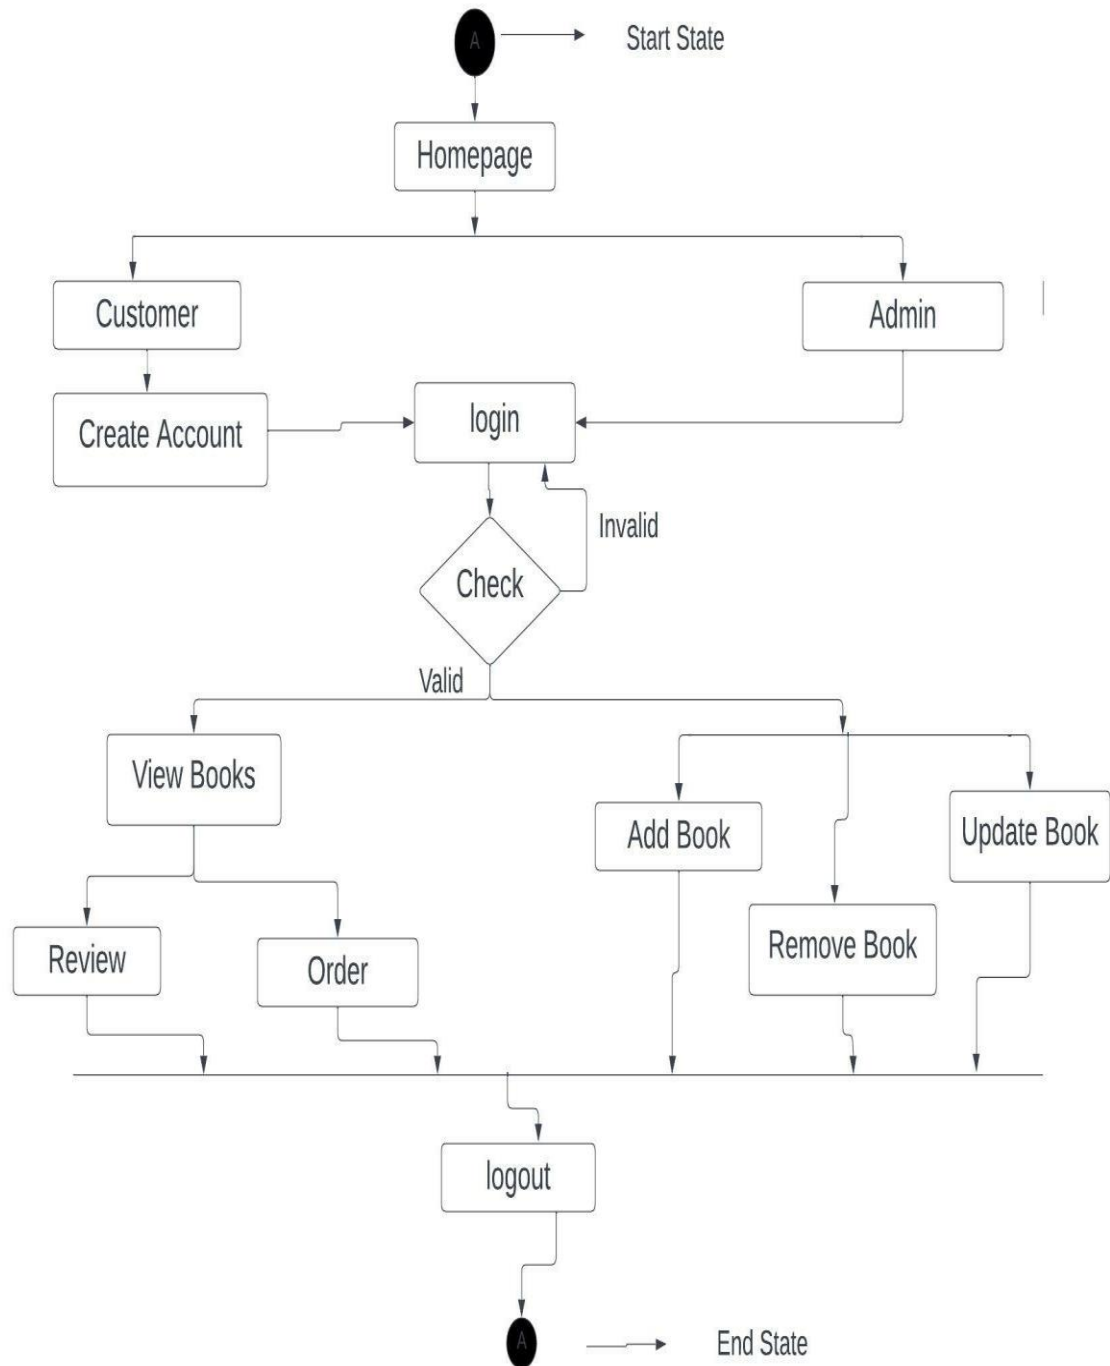 A
Start State
Homepage
Customer
Admin
Create Account
login
Invalid
Check
Valid
View Books
Add Book
Update Book
Review
Order
Remove Book
logout
A
End State